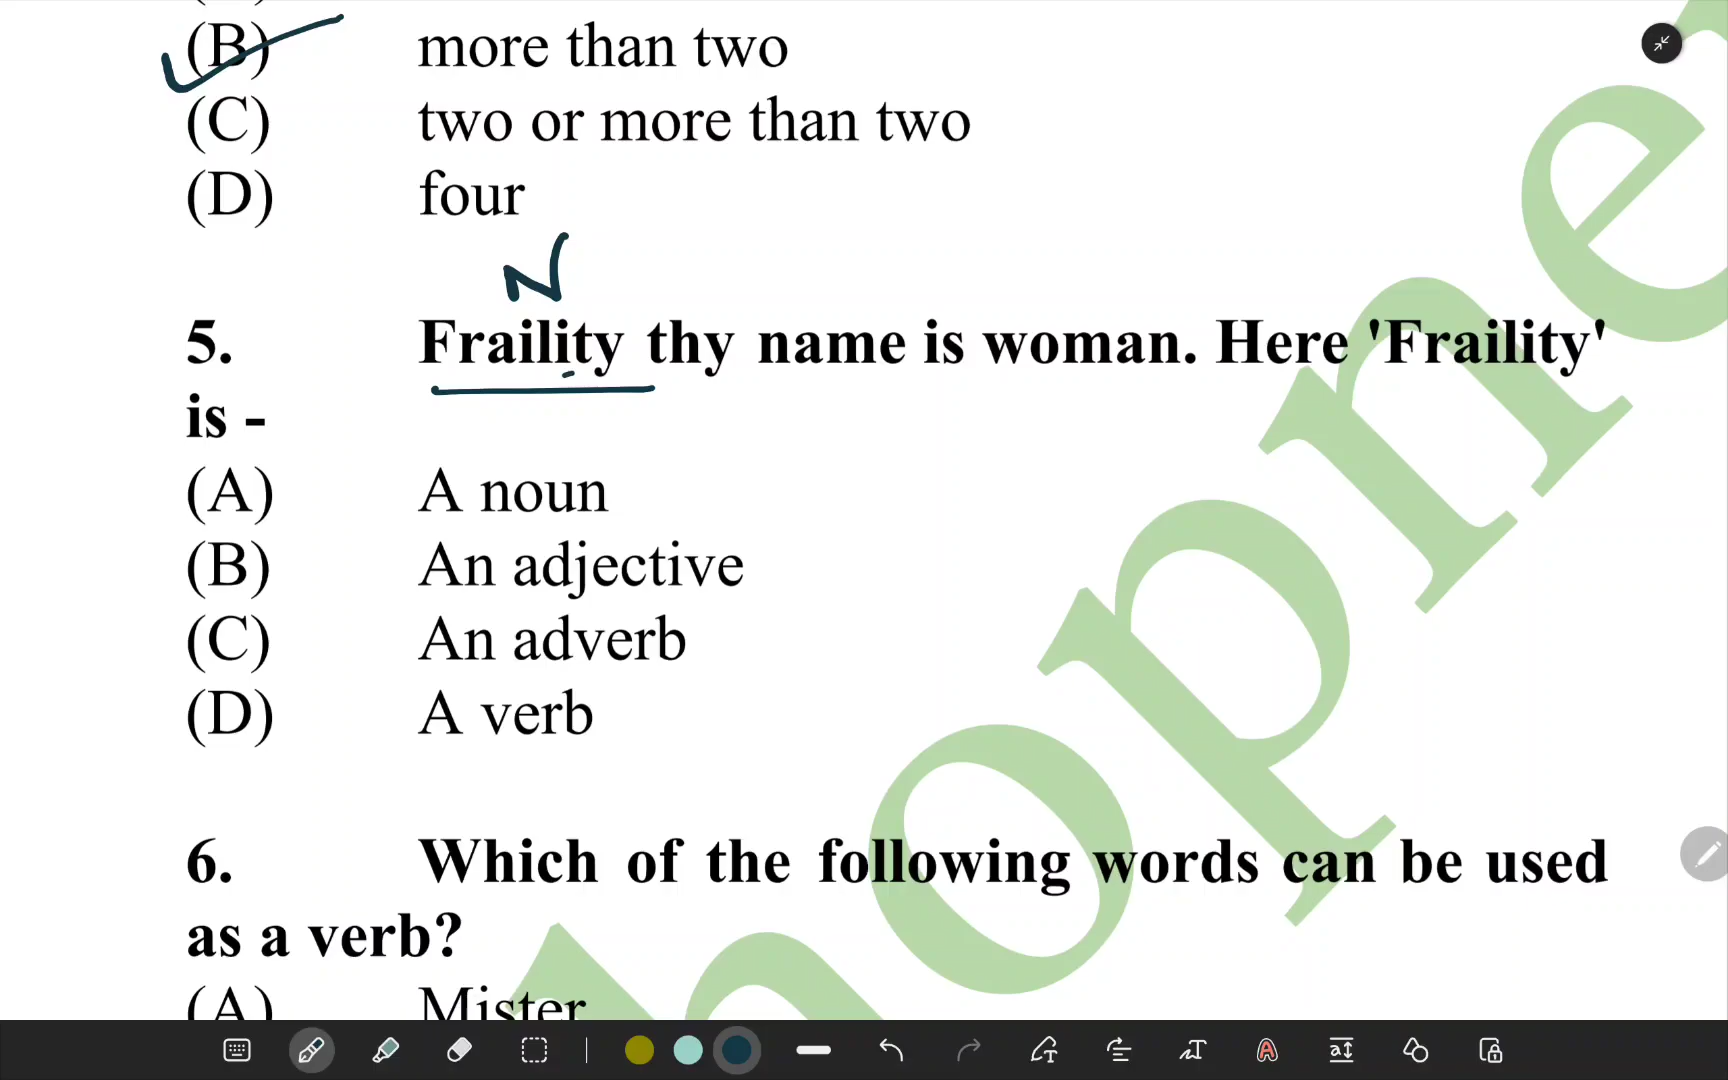 (B) more than two
(C) two or more than two
(D) four
N
5. Fraility thy name is woman. Here 'Fraility'
is -
(A) A noun
(B) An adjective
(C) An adverb
(D) A verb
6. Which of the following words can be used
as a verb?
(A) Mister
hopne